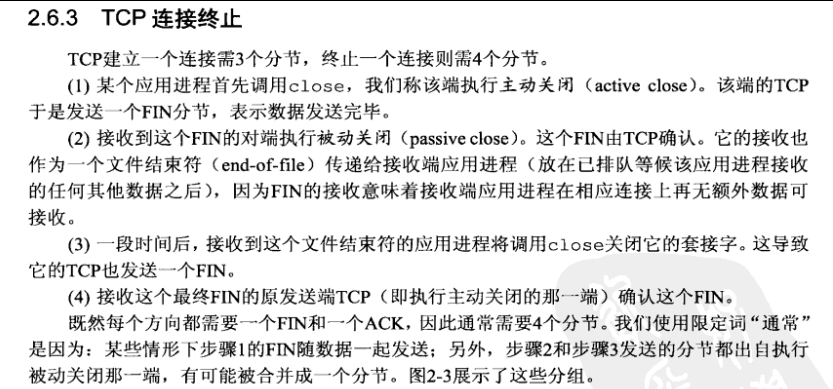 2.6.3 TCP 连接终止
TCP建立一个连接需3个分节，终止一个连接则需4个分节。
(1) 某个应用进程首先调用close，我们称该端执行主动关闭（active close）。该端的TCP
于是发送一个FIN分节，表示数据发送完毕。
(2) 接收到这个FIN的对端执行被动关闭（passive close）。这个FIN由TCP确认。它的接收也
作为一个文件结束符（end-of-file）传递给接收端应用进程（放在已排队等候该应用进程接收
的任何其他数据之后），因为FIN的接收意味着接收端应用进程在相应连接上再无额外数据可
接收。
(3) 一段时间后，接收到这个文件结束符的应用进程将调用close关闭它的套接字。这导致
它的TCP也发送一个FIN。
(4) 接收这个最终FIN的原发送端TCP（即执行主动关闭的那一端）确认这个FIN。
既然每个方向都需要一个FIN和一个ACK，因此通常需要4个分节。我们使用限定词“通常”
是因为：某些情形下步骤1的FIN随数据一起发送；另外，步骤2和步骤3发送的分节都出自执行
被动关闭那一端，有可能被合并成一个分节。图2-3展示了这些分组。